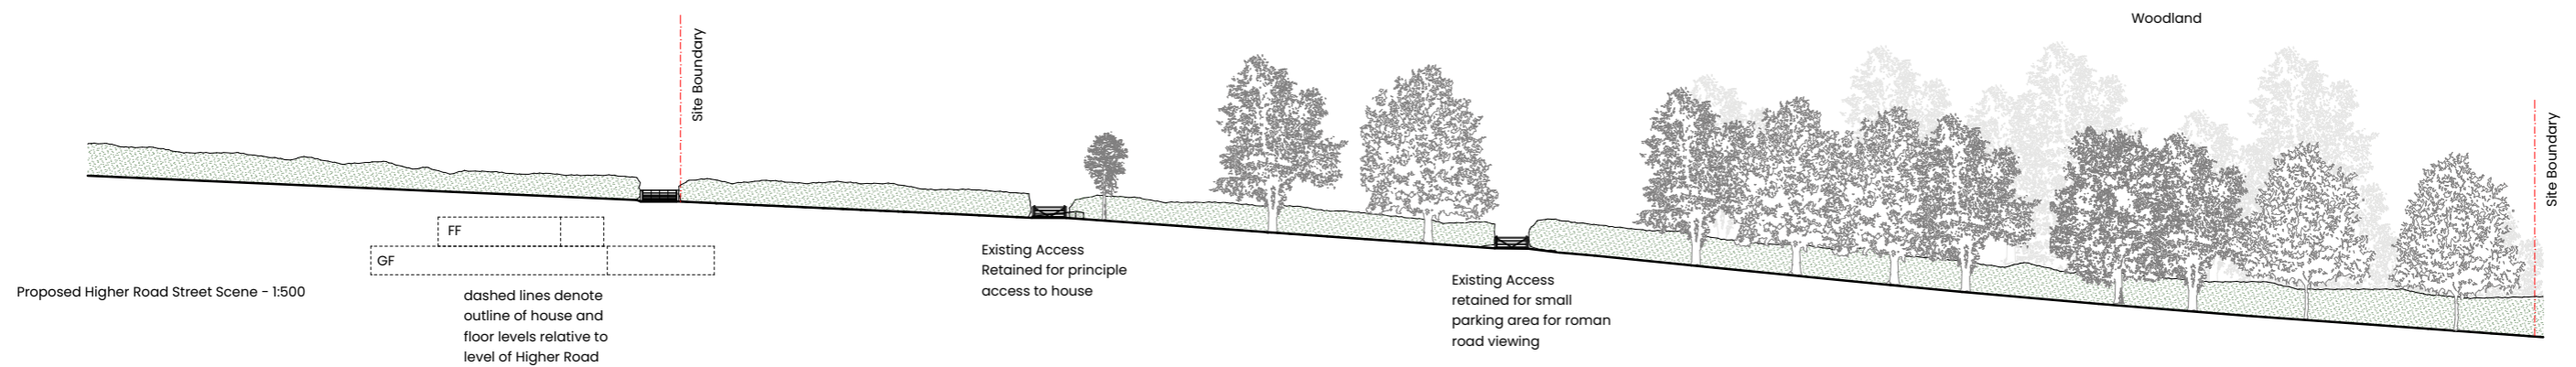 Woodland
Site Boundary
Site Boundary
FF
GF
Existing Access
Retained for principle
access to house
Existing Access
retained for small
parking area for roman
road viewing
Proposed Higher Road Street Scene - 1:500
dashed lines denote
outline of house and
floor levels relative to
level of Higher Road